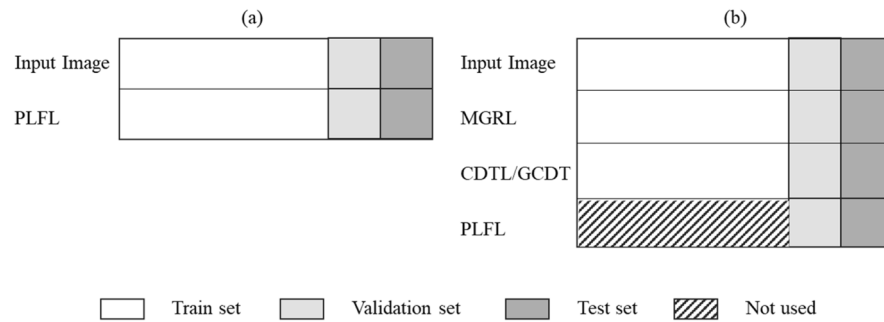 (a)
Input Image
PLFL
(b)
Input Image
MGRL
CDTL/GCDT
PLFL
Train set Validation set Test set Not used